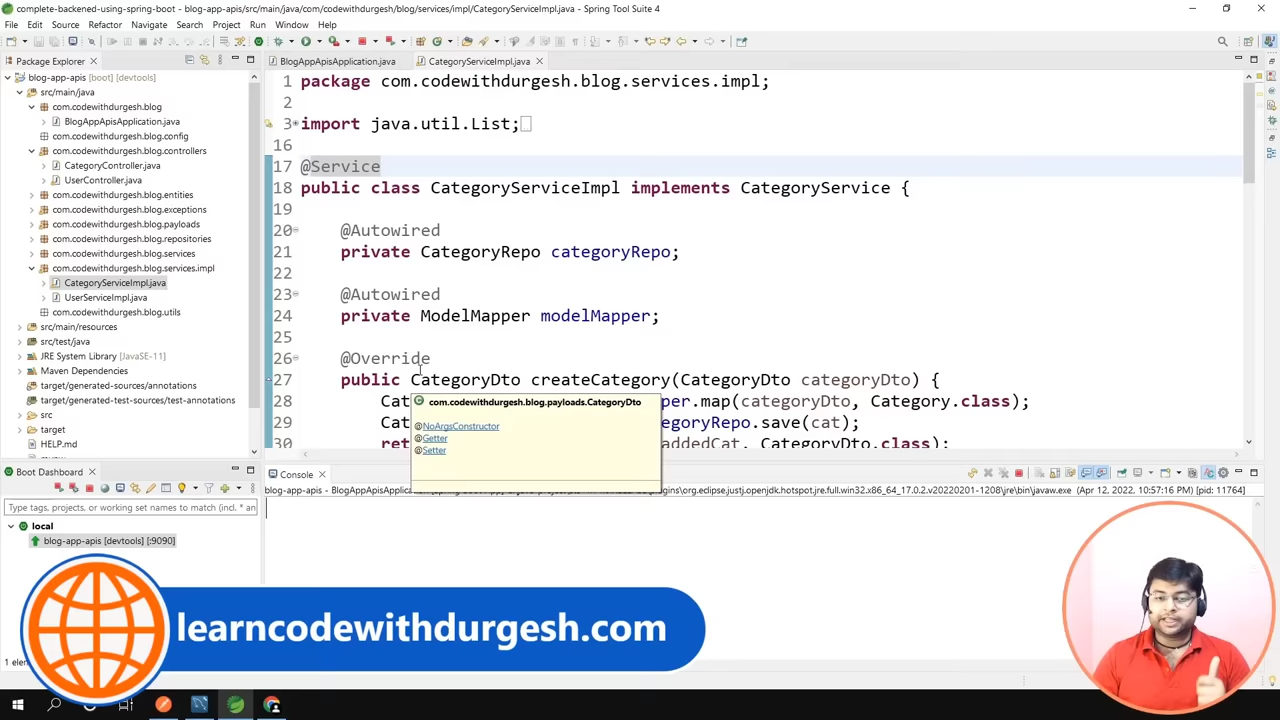 complete-backened-using-spring-boot - blog-app-apis/src/main/java/com/codewithdurgesh/blog/services/impl/CategoryServiceImpl.java - Spring Tool Suite 4
File Edit Source Refactor Navigate Search Project Run Window Help
Package Explorer
blog-app-apis [boot] [devtools]
src/main/java
com.codewithdurgesh.blog
BlogAppApisApplication.java
com.codewithdurgesh.blog.config
com.codewithdurgesh.blog.controllers
CategoryController.java
UserController.java
com.codewithdurgesh.blog.entities
com.codewithdurgesh.blog.exceptions
com.codewithdurgesh.blog.payloads
com.codewithdurgesh.blog.repositories
com.codewithdurgesh.blog.services
com.codewithdurgesh.blog.services.impl
CategoryServiceImpl.java
UserServiceImpl.java
com.codewithdurgesh.blog.utils
src/main/resources
src/test/java
JRE System Library [JavaSE-11]
Maven Dependencies
target/generated-sources/annotations
target/generated-test-sources/test-annotations
src
target
HELP.md
BlogAppApisApplication.java CategoryServiceImpl.java
1 package com.codewithdurgesh.blog.services.impl;
2
3 import java.util.List;
16
17 @Service
18 public class CategoryServiceImpl implements CategoryService {
19
20 @Autowired
21 private CategoryRepo categoryRepo;
22
23 @Autowired
24 private ModelMapper modelMapper;
25
26 @Override
27 public CategoryDto createCategory(CategoryDto categoryDto) {
28 Cat per.map(categoryDto, Category.class);
29 Cat egoryRepo.save(cat);
30 ret addedCat, CategoryDto.class);
com.codewithdurgesh.blog.payloads.CategoryDto
@NoArgsConstructor
@Getter
@Setter
Boot Dashboard
Type tags, projects, or working set names to match (incl. * an
local
blog-app-apis [devtools] [:9090]
Console
blog-app-apis - BlogAppApisApplic
lugins\org.eclipse.justj.openjdk.hotspot.jre.full.win32.x86_64_17.0.2.v20220201-1208\jre\bin\javaw.exe (Apr 12, 2022, 10:57:16 PM) [pid: 11764]
learncodewithdurgesh.com